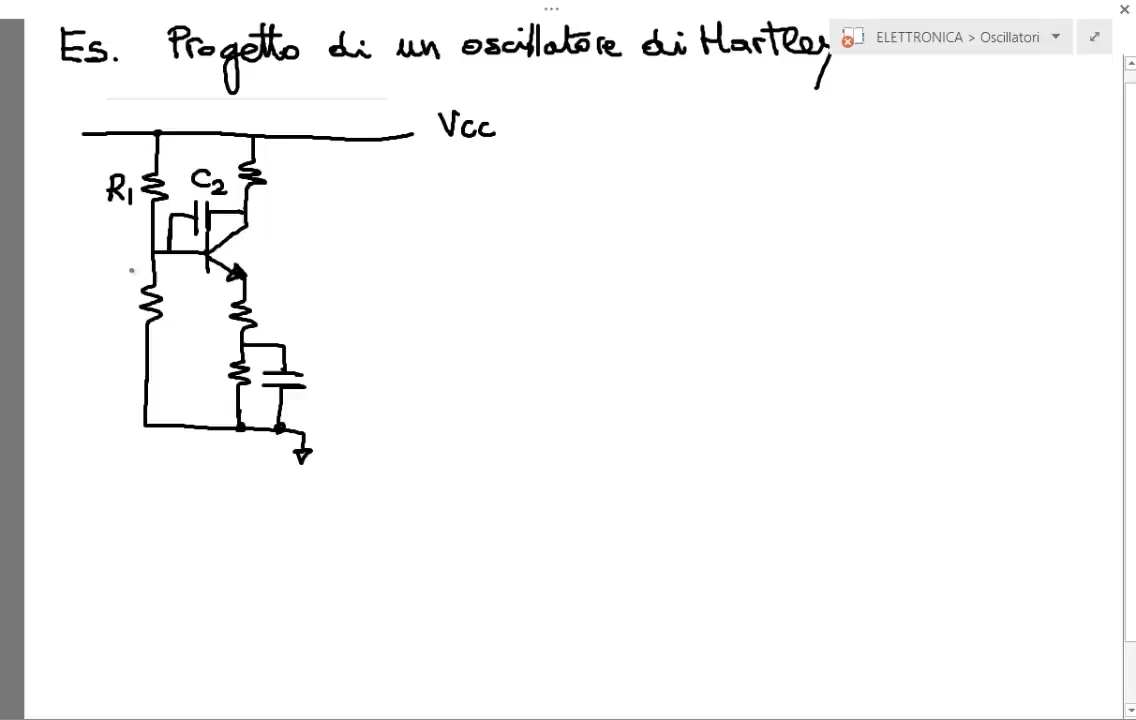 Es. Progetto di un oscillatore di Hartley
ELETTRONICA > Oscillatori
Vcc
R1
C2